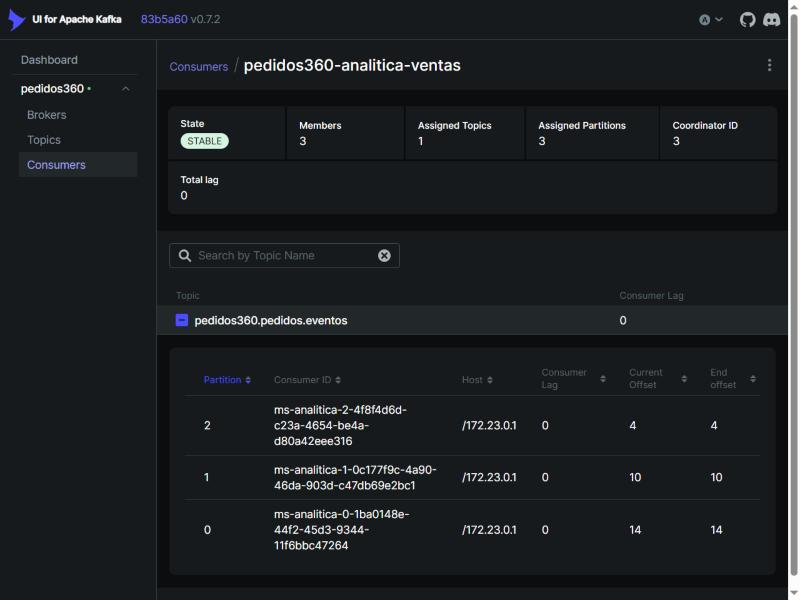 UI for Apache Kafka 83b5a60 v0.7.2
Dashboard
pedidos360
Brokers
Topics
Consumers
Consumers / pedidos360-analitica-ventas
State
STABLE
Members
3
Assigned Topics
1
Assigned Partitions
3
Coordinator ID
3
Total lag
0
Search by Topic Name
Topic Consumer Lag
pedidos360.pedidos.eventos 0
Partition Consumer ID Host Consumer Lag Current Offset End offset
2 ms-analitica-2-4f8f4d6d-
c23a-4654-be4a-
d80a42eee316 /172.23.0.1 0 4 4
1 ms-analitica-1-0c177f9c-4a90-
46da-903d-c47db69e2bc1 /172.23.0.1 0 10 10
0 ms-analitica-0-1ba0148e-
44f2-45d3-9344-
11f6bbc47264 /172.23.0.1 0 14 14